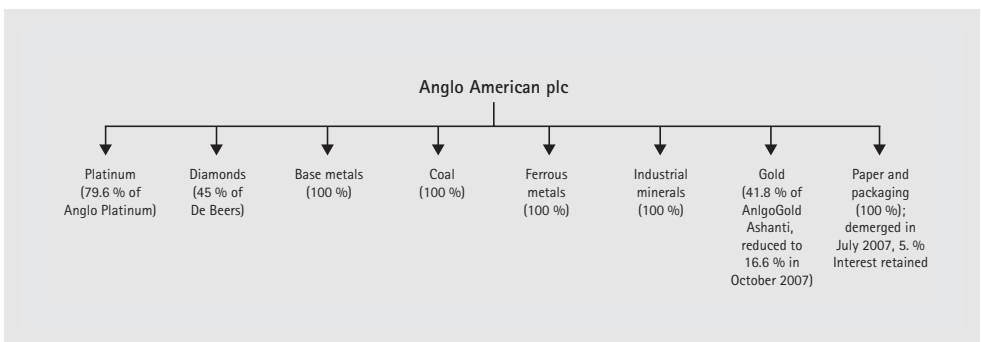 Anglo American plc
Platinum
(79.6 % of
Anglo Platinum)
Diamonds
(45 % of
De Beers)
Base metals
(100 %)
Coal
(100 %)
Ferrous
metals
(100 %)
Industrial
minerals
(100 %)
Gold
(41.8 % of
AnlgoGold
Ashanti,
reduced to
16.6 % in
October 2007)
Paper and
packaging
(100 %);
demerged in
July 2007, 5. %
Interest retained